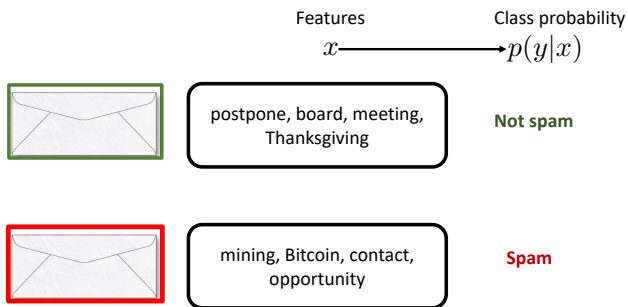 Features Class probability
x p(y|x)
postpone, board, meeting,
Thanksgiving
Not spam
mining, Bitcoin, contact,
opportunity
Spam